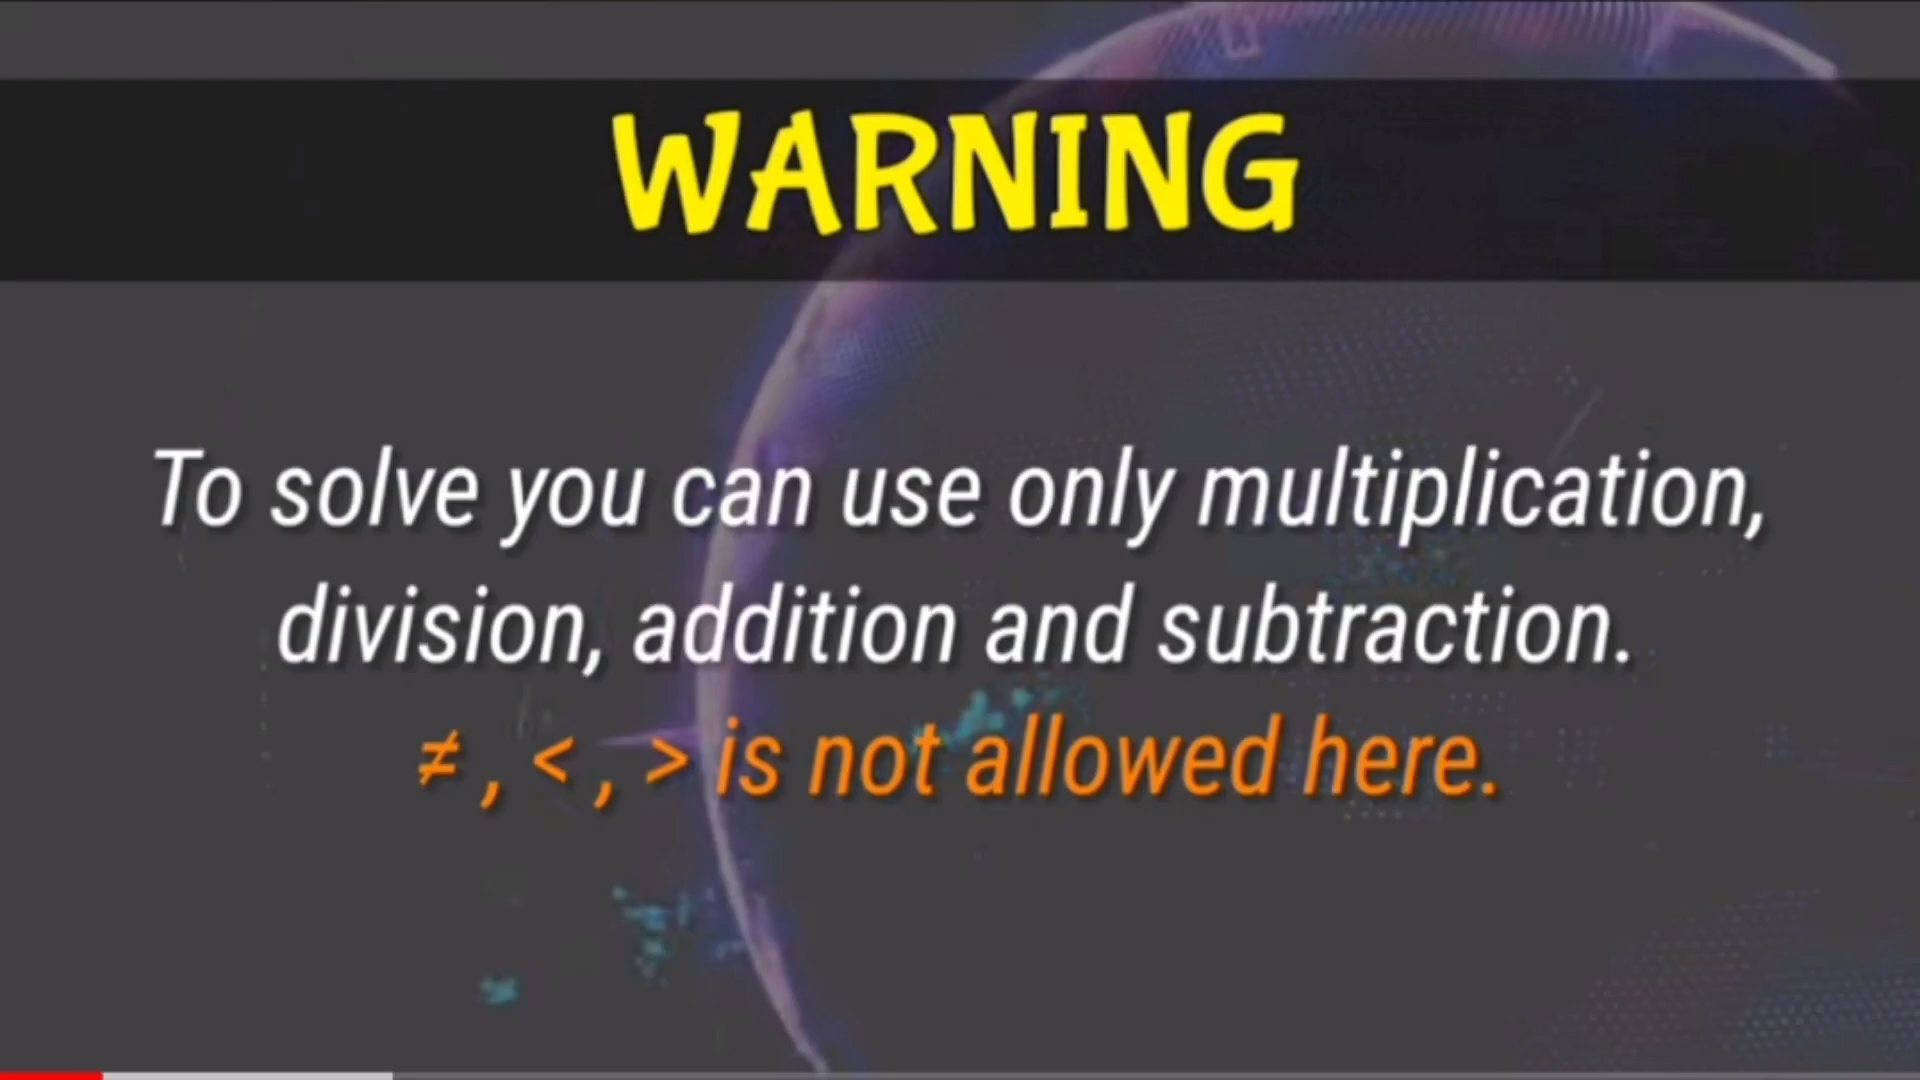 WARNING
To solve you can use only multiplication,
division, addition and subtraction.
≠ , < , > is not allowed here.